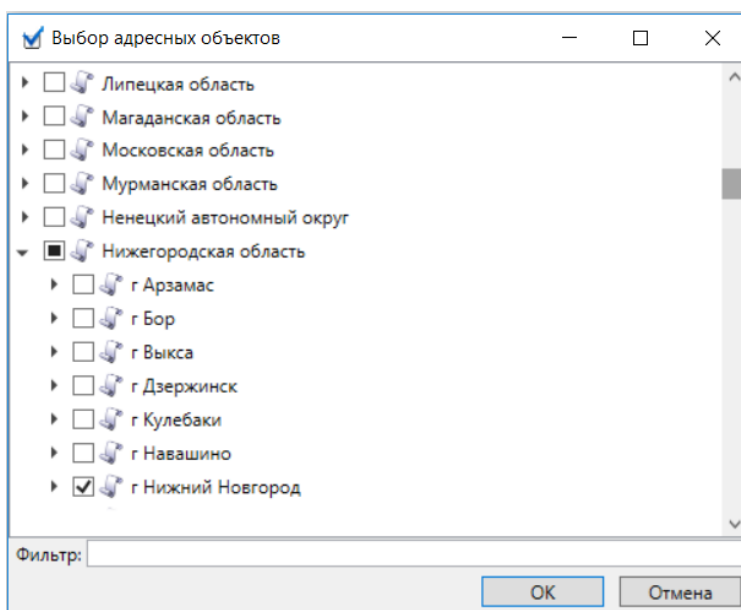 Выбор адресных объектов
Липецкая область
Магаданская область
Московская область
Мурманская область
Ненецкий автономный округ
Нижегородская область
г Арзамас
г Бор
г Выкса
г Дзержинск
г Кулебаки
г Навашино
г Нижний Новгород
Фильтр:
ОК Отмена